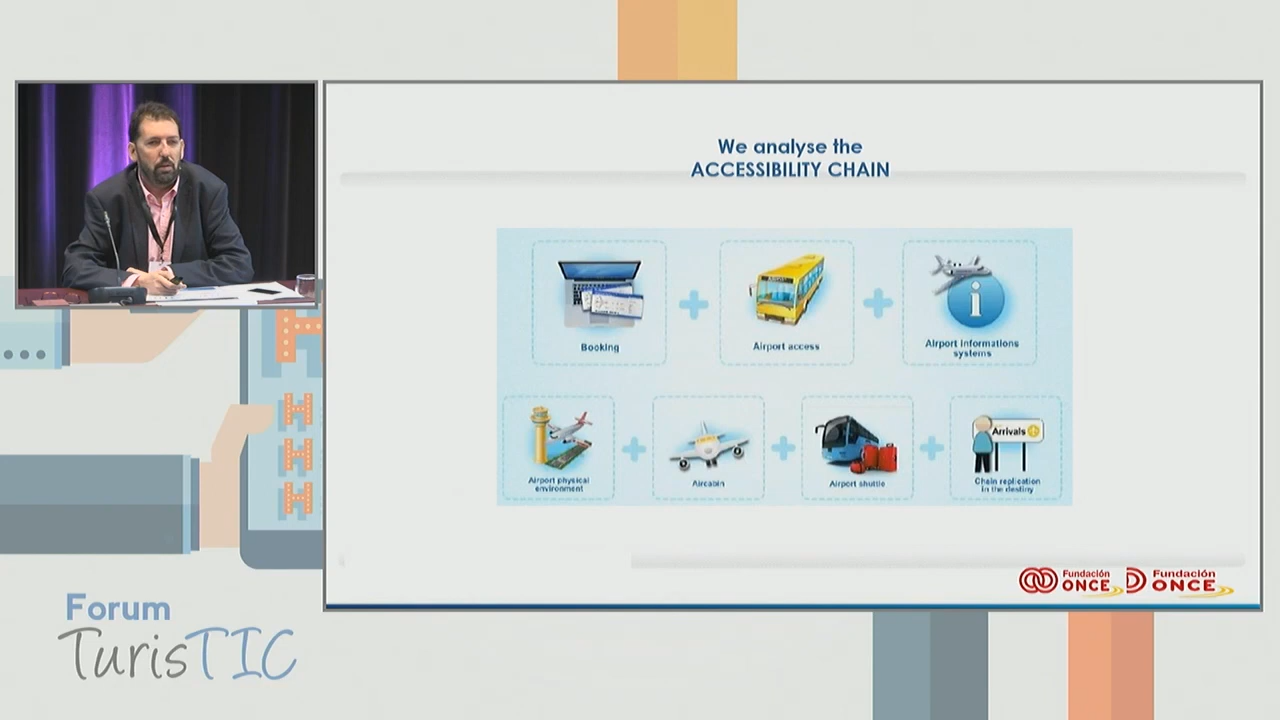 We analyse the
ACCESSIBILITY CHAIN
Booking
Airport access
Airport informations
systems
Airport physical
environment
Aircabin
Airport shuttle
Arrivals
Chain replication
in the destiny
Fundación
ONCE
Fundación
ONCE
Forum
TurisTIC